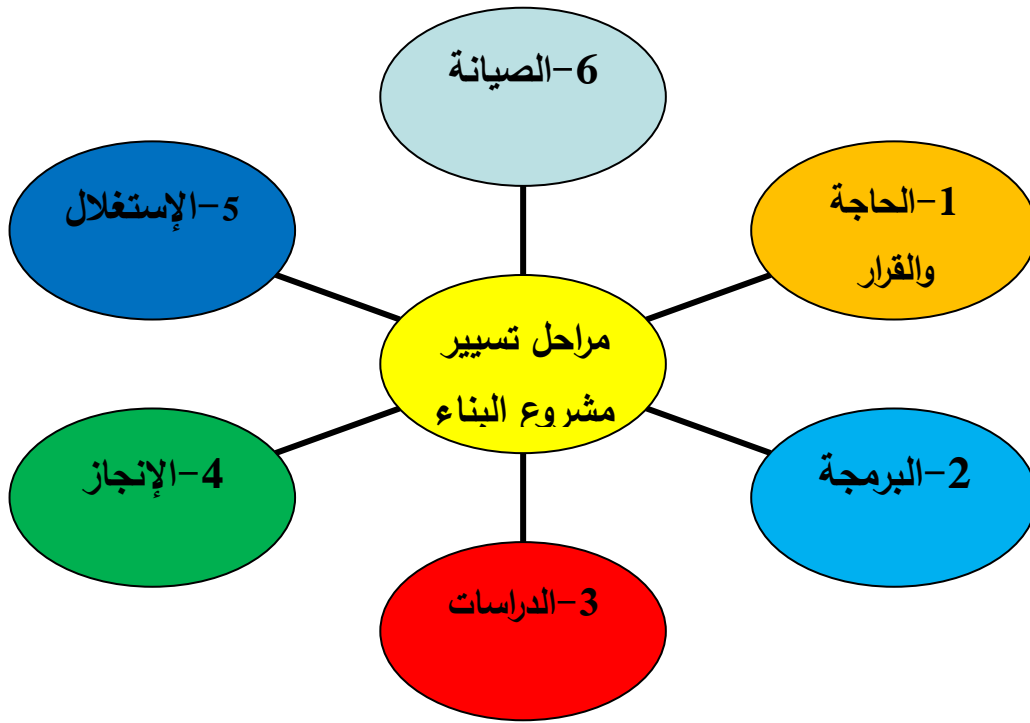 مراحل تسيير
مشروع البناء
1-الحاجة
والقرار
2-البرمجة
3-الدراسات
4-الإنجاز
5-الإستغلال
6-الصيانة